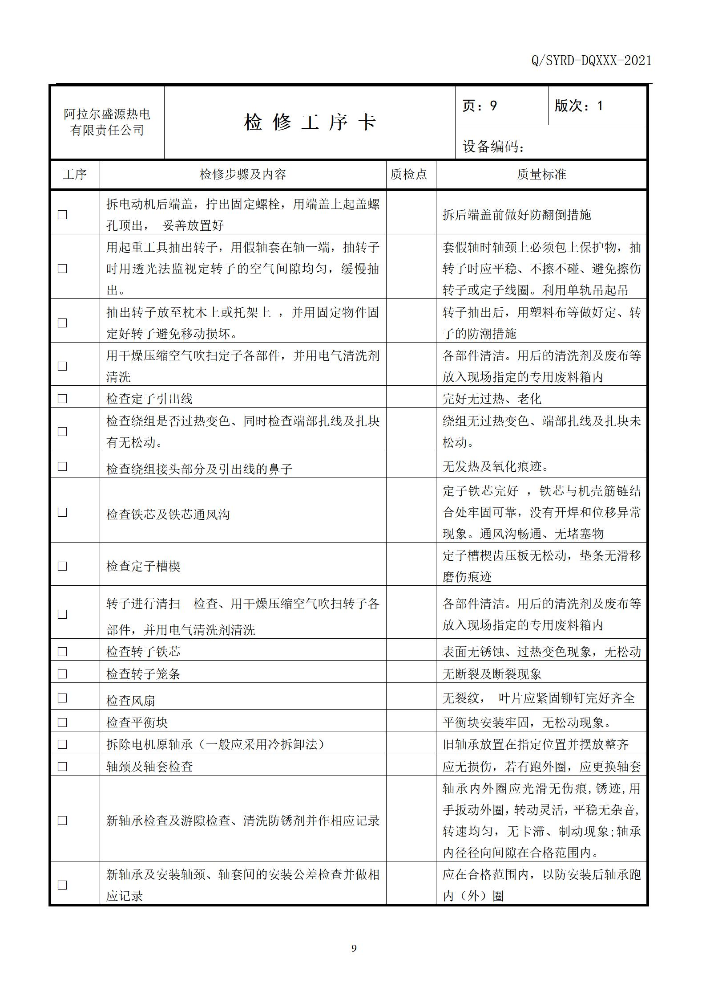 Q/SYRD-DQXXX-2021
阿拉尔盛源热电
有限责任公司
检 修 工 序 卡
页：9
版次：1
设备编码：
工序
检修步骤及内容
质检点
质量标准
□
拆电动机后端盖，拧出固定螺栓，用端盖上起盖螺
孔顶出， 妥善放置好
拆后端盖前做好防翻倒措施
□
用起重工具抽出转子，用假轴套在轴一端，抽转子
时用透光法监视定转子的空气间隙均匀，缓慢抽
出。
套假轴时轴颈上必须包上保护物，抽
转子时应平稳、不擦不碰、避免擦伤
转子或定子线圈。利用单轨吊起吊
□
抽出转子放至枕木上或托架上 ，并用固定物件固
定好转子避免移动损坏。
转子抽出后，用塑料布等做好定、转
子的防潮措施
□
用干燥压缩空气吹扫定子各部件，并用电气清洗剂
清洗
各部件清洁。用后的清洗剂及废布等
放入现场指定的专用废料箱内
□
检查定子引出线
完好无过热、老化
□
检查绕组是否过热变色、同时检查端部扎线及扎块
有无松动。
绕组无过热变色、端部扎线及扎块未
松动。
□
检查绕组接头部分及引出线的鼻子
无发热及氧化痕迹。
□
检查铁芯及铁芯通风沟
定子铁芯完好 ，铁芯与机壳筋链结
合处牢固可靠，没有开焊和位移异常
现象。通风沟畅通、无堵塞物
□
检查定子槽楔
定子槽楔齿压板无松动，垫条无滑移
磨伤痕迹
□
转子进行清扫 检查、用干燥压缩空气吹扫转子各
部件，并用电气清洗剂清洗
各部件清洁。用后的清洗剂及废布等
放入现场指定的专用废料箱内
□
检查转子铁芯
表面无锈蚀、过热变色现象，无松动
□
检查转子笼条
无断裂及断裂现象
□
检查风扇
无裂纹， 叶片应紧固铆钉完好齐全
□
检查平衡块
平衡块安装牢固，无松动现象。
□
拆除电机原轴承（一般应采用冷拆卸法）
旧轴承放置在指定位置并摆放整齐
□
轴颈及轴套检查
应无损伤，若有跑外圈，应更换轴套
□
新轴承检查及游隙检查、清洗防锈剂并作相应记录
轴承内外圈应光滑无伤痕,锈迹,用
手扳动外圈，转动灵活，平稳无杂音,
转速均匀，无卡滞、制动现象;轴承
内径径向间隙在合格范围内。
□
新轴承及安装轴颈、轴套间的安装公差检查并做相
应记录
应在合格范围内，以防安装后轴承跑
内（外）圈
9